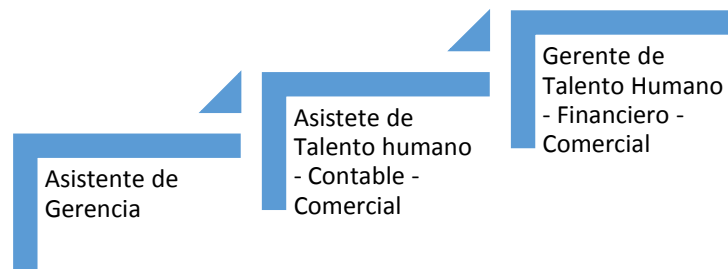 Asistente de
Gerencia
Asistete de
Talento humano
- Contable -
Comercial
Gerente de
Talento Humano
- Financiero -
Comercial